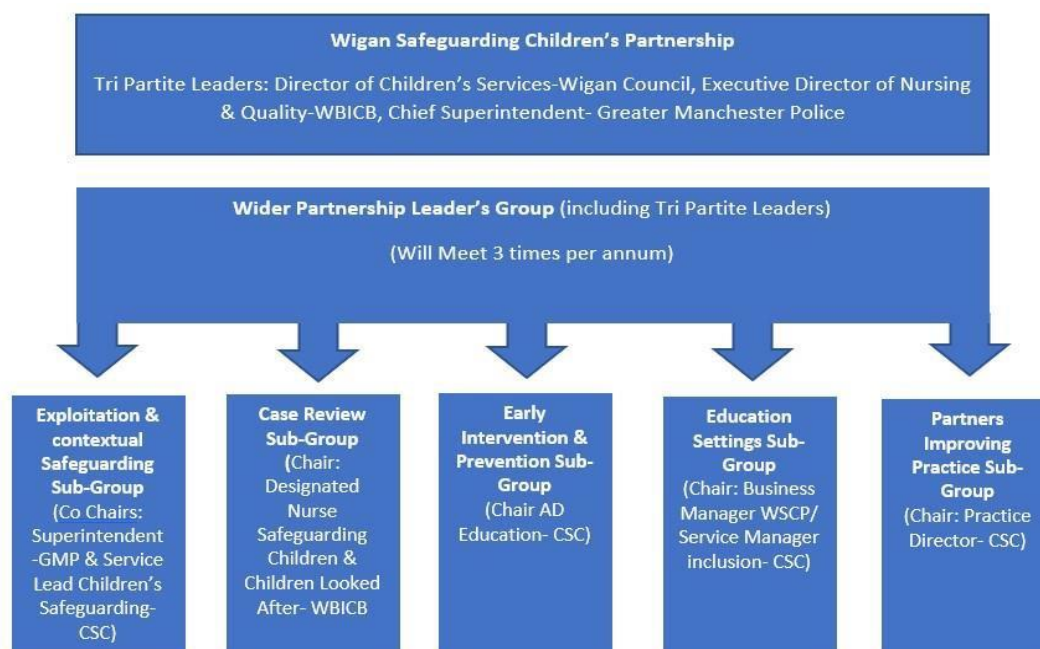 Wigan Safeguarding Children's Partnership
Tri Partite Leaders: Director of Children's Services-Wigan Council, Executive Director of Nursing
& Quality-WBICB, Chief Superintendent- Greater Manchester Police
Wider Partnership Leader's Group (including Tri Partite Leaders)
(Will Meet 3 times per annum)
Exploitation &
contextual
Safeguarding
Sub-Group
(Co Chairs:
Superintendent
-GMP & Service
Lead Children's
Safeguarding-
CSC)
Case Review
Sub-Group
(Chair:
Designated
Nurse
Safeguarding
Children &
Children Looked
After- WBICB
Early
Intervention &
Prevention Sub-
Group
(Chair AD
Education- CSC)
Education
Settings Sub-
Group
(Chair: Business
Manager WSCP/
Service Manager
inclusion- CSC)
Partners
Improving
Practice Sub-
Group
(Chair: Practice
Director- CSC)